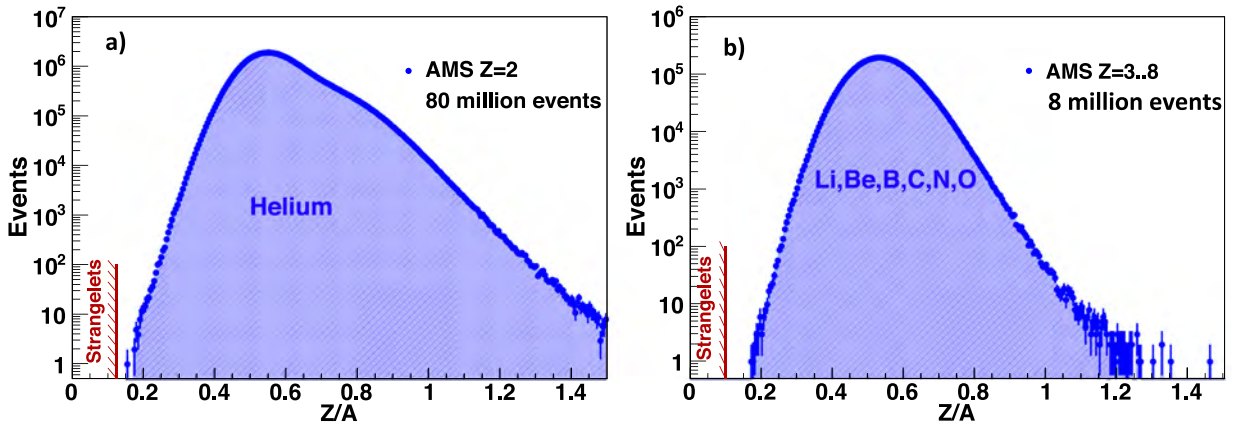 a)
AMS Z=2
80 million events
Helium
Strangelets
Events
10^7
10^6
10^5
10^4
10^3
10^2
10
1
0 0.2 0.4 0.6 0.8 1 1.2 1.4
Z/A
b)
AMS Z=3..8
8 million events
Li,Be,B,C,N,O
Strangelets
Events
10^6
10^5
10^4
10^3
10^2
10
1
0 0.2 0.4 0.6 0.8 1 1.2 1.4
Z/A